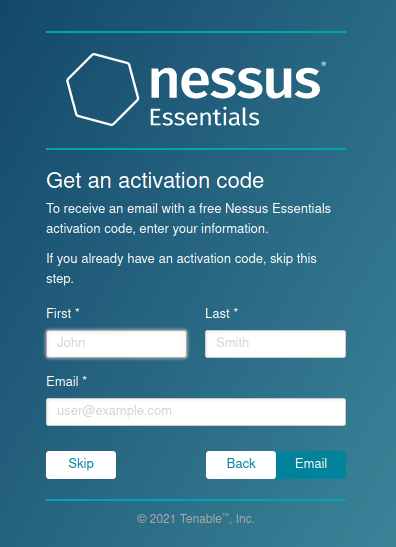 nessus®
Essentials
Get an activation code
To receive an email with a free Nessus Essentials
activation code, enter your information.
If you already have an activation code, skip this
step.
First * Last *
John Smith
Email *
user@example.com
Skip Back Email
© 2021 Tenable™, Inc.